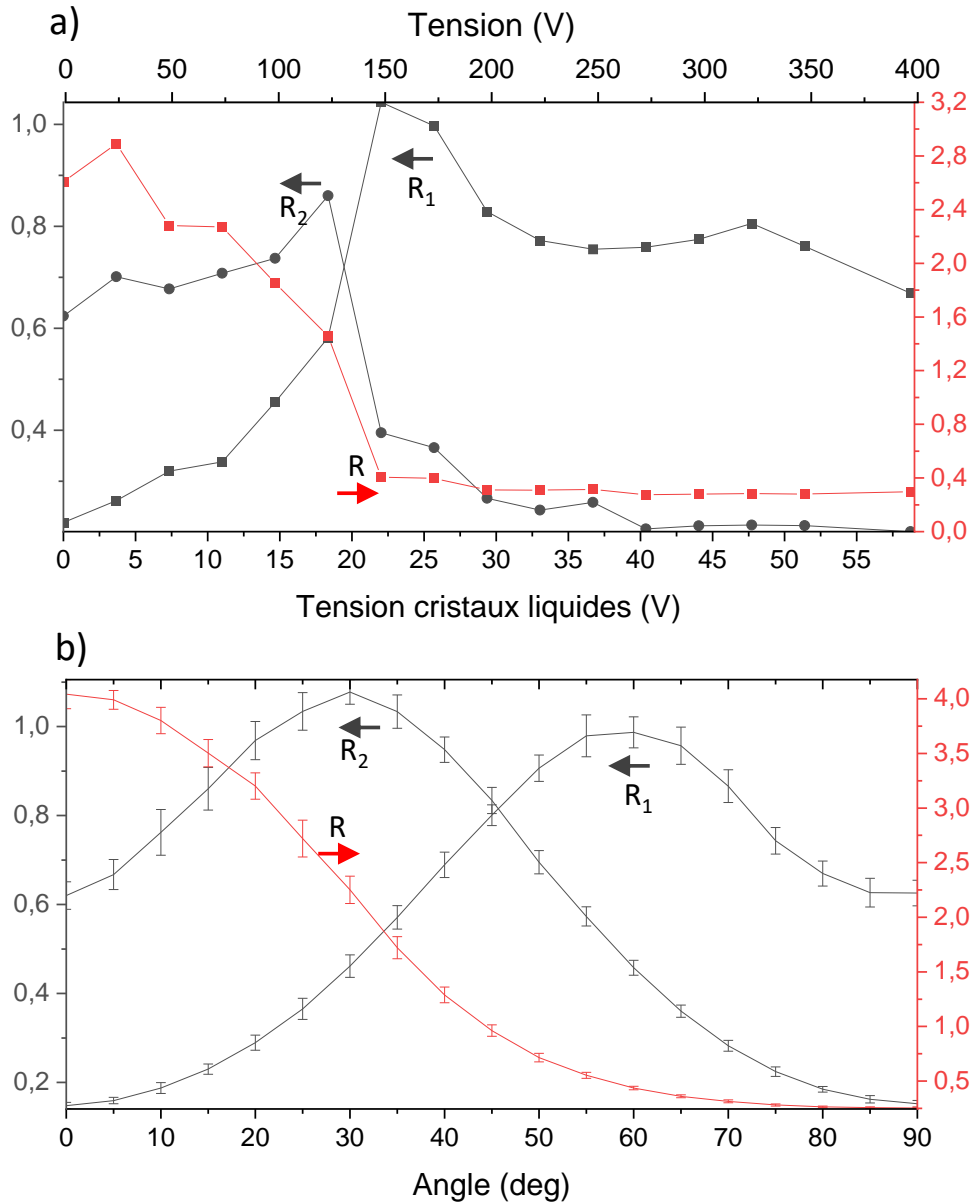 a)
Tension (V)
0 50 100 150 200 250 300 350 400
1,0
0,8
0,6
0,4
3,2
2,8
2,4
2,0
1,6
1,2
0,8
0,4
0,0
R2
R1
R
0 5 10 15 20 25 30 35 40 45 50 55
Tension cristaux liquides (V)
b)
1,0
0,8
0,6
0,4
0,2
4,0
3,5
3,0
2,5
2,0
1,5
1,0
0,5
R2
R1
R
0 10 20 30 40 50 60 70 80 90
Angle (deg)